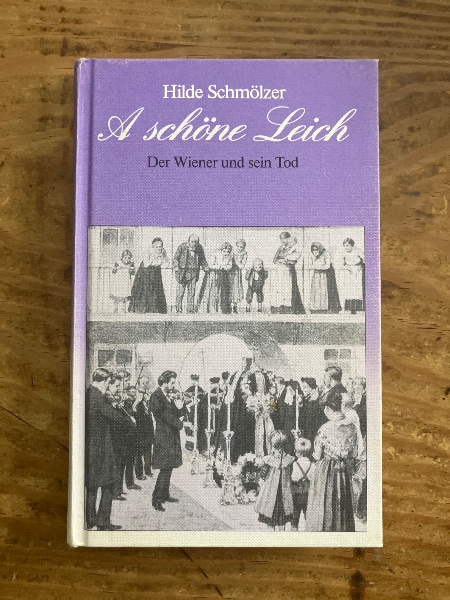 Hilde Schmölzer
A schöne Leich
Der Wiener und sein Tod